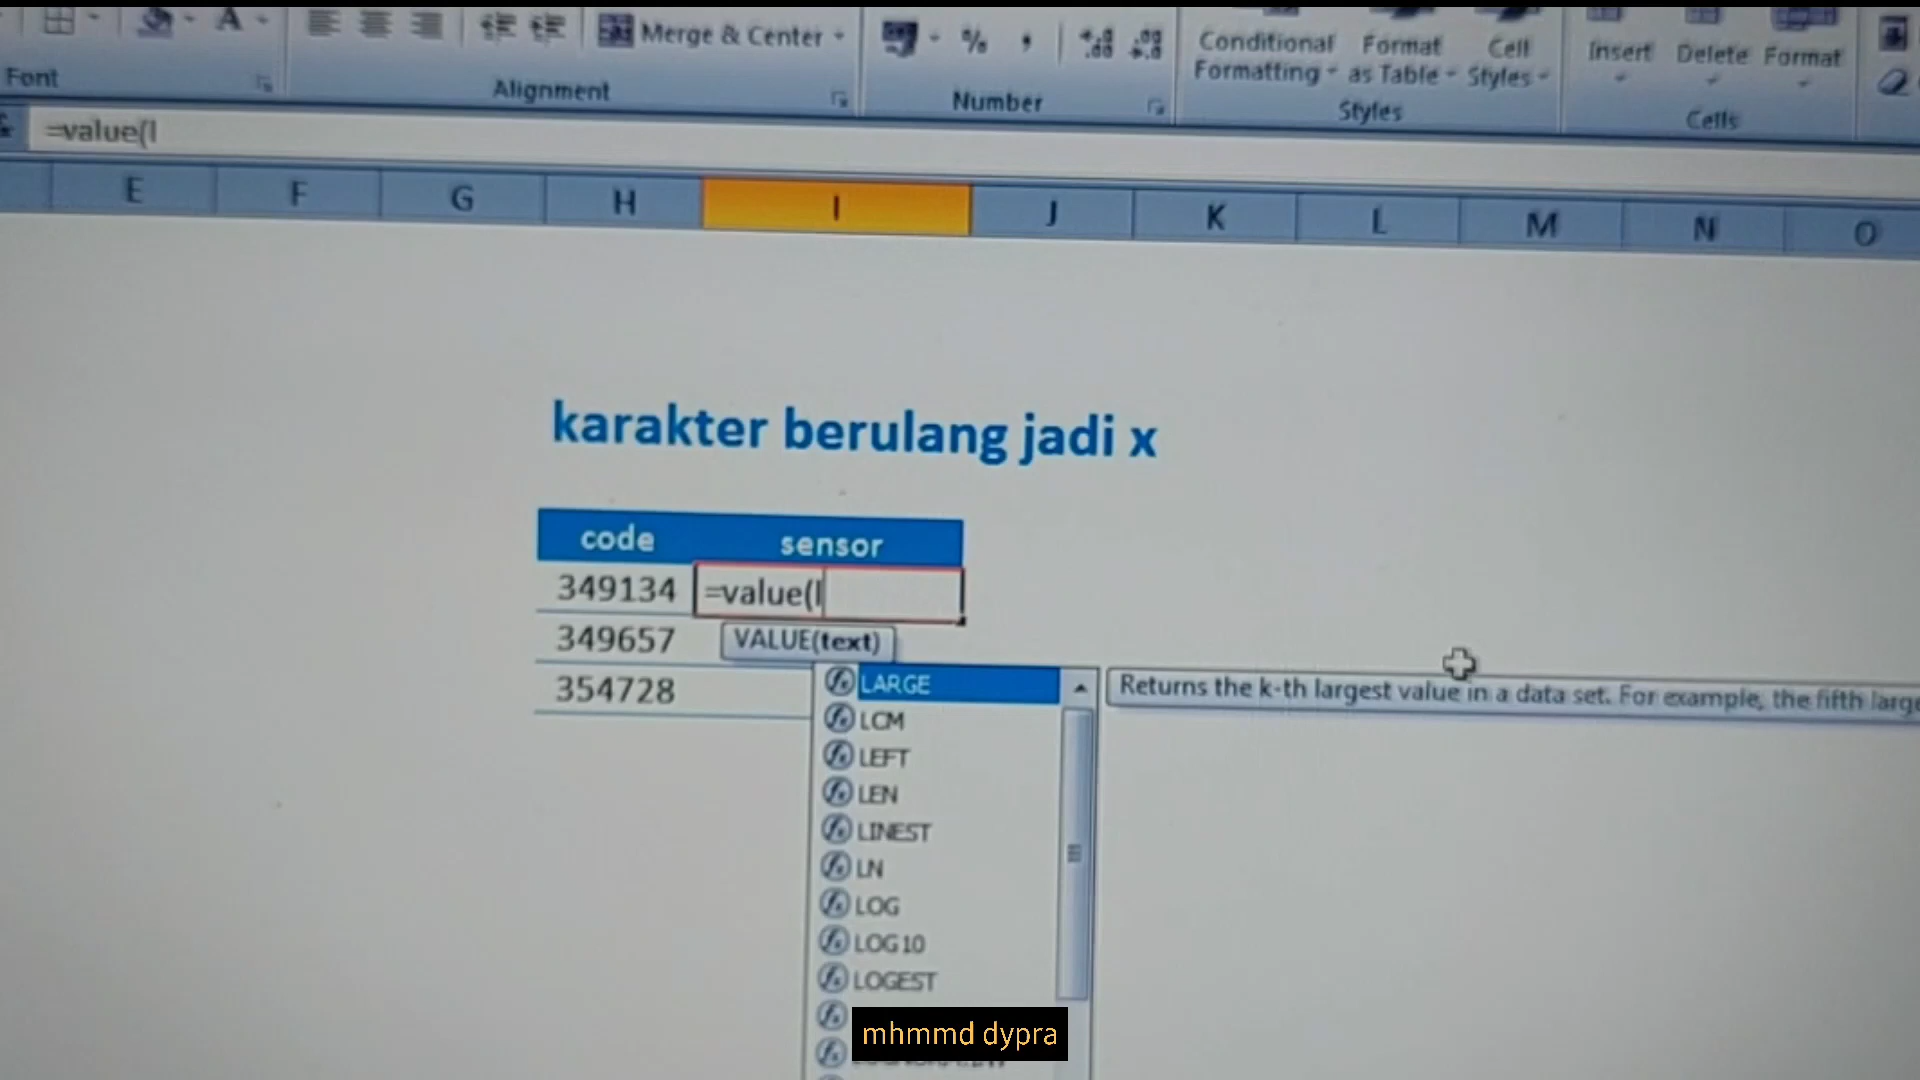 Merge & Center
% ,
Conditional Formatting
Format as Table
Cell Styles
Insert
Delete
Format
Font
Alignment
Number
Styles
Cells
=value(l
E F G H I J K L M N O
karakter berulang jadi x
code sensor
349134 =value(l
349657
354728
VALUE(text)
LARGE
Returns the k-th largest value in a data set. For example, the fifth large
LCM
LEFT
LEN
LINEST
LN
LOG
LOG10
LOGEST
mhmmd dypra